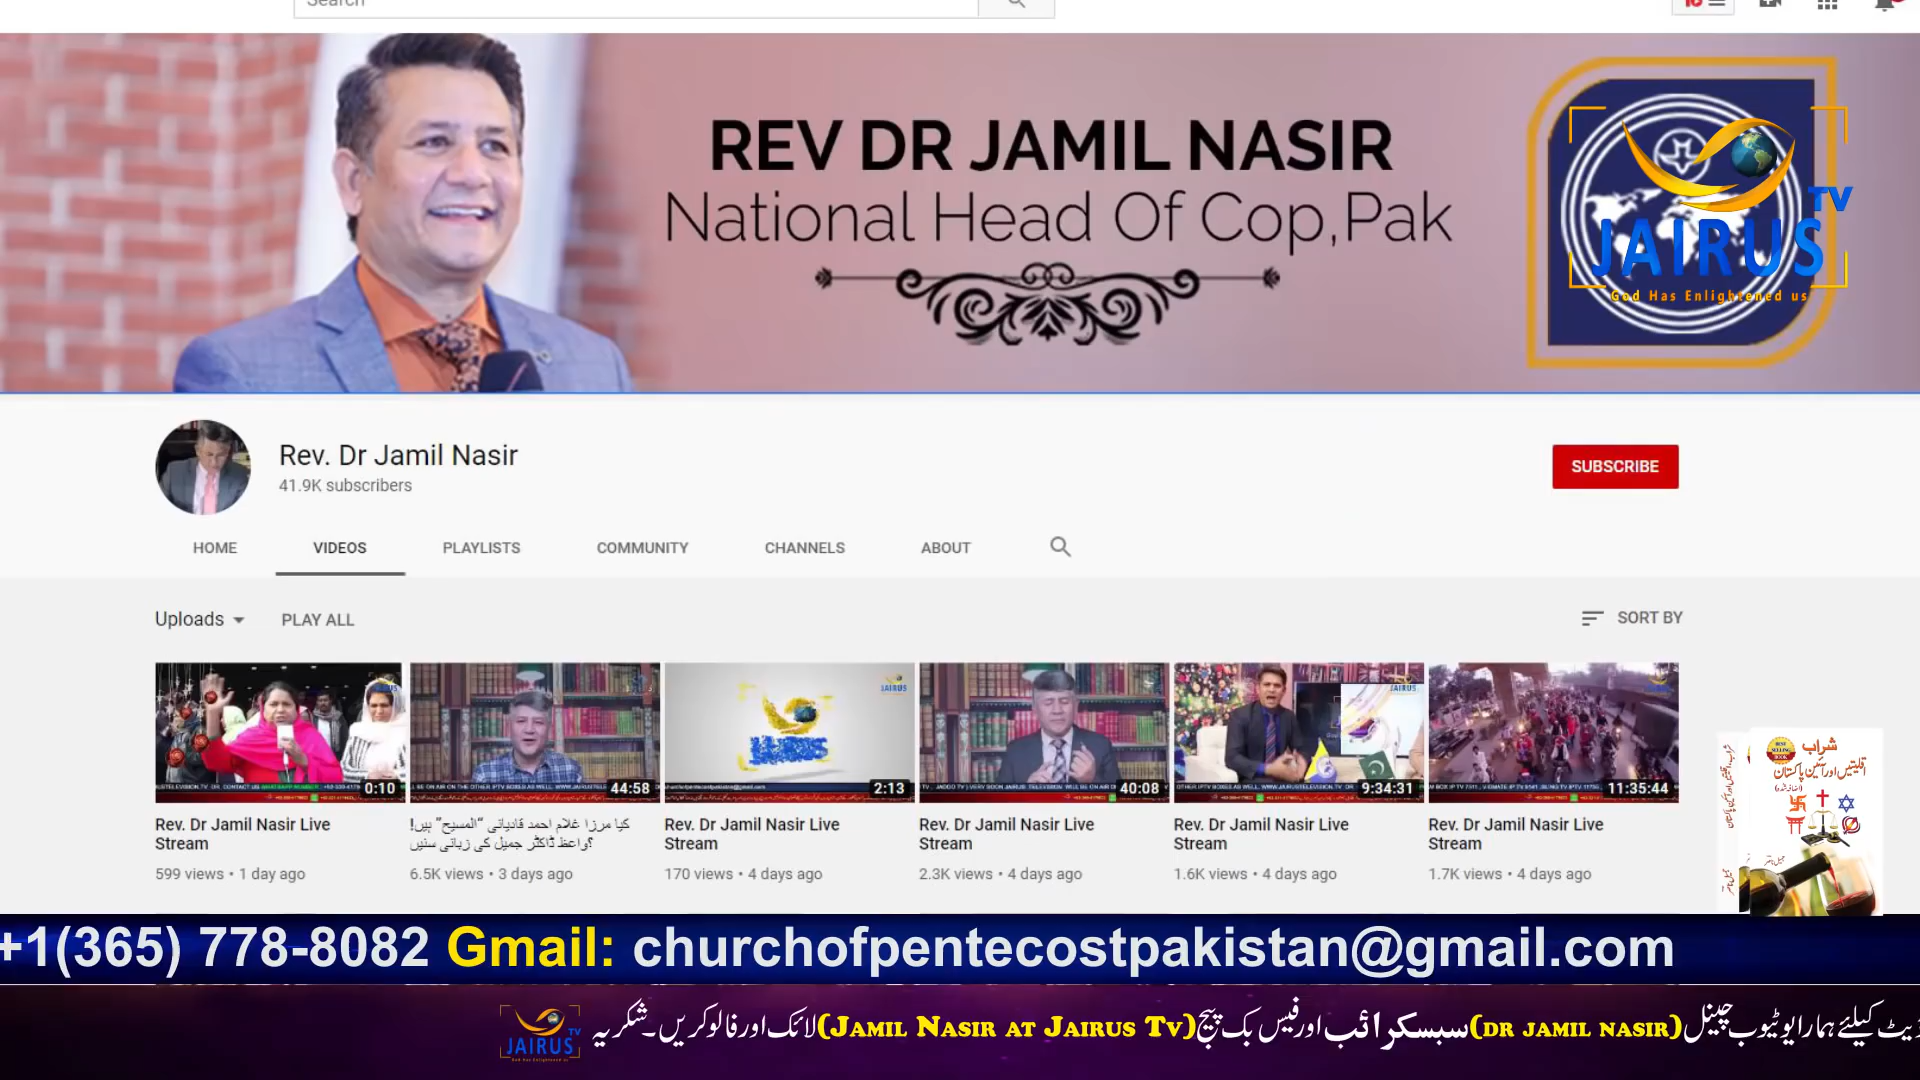 Search
REV DR JAMIL NASIR
National Head Of Cop,Pak
TV
JAIRUS
God Has Enlightened us
Rev. Dr Jamil Nasir
41.9K subscribers
SUBSCRIBE
HOME
VIDEOS
PLAYLISTS
COMMUNITY
CHANNELS
ABOUT
Uploads
PLAY ALL
SORT BY
0:10
44:58
2:13
40:08
9:34:31
11:35:44
Rev. Dr Jamil Nasir Live
Stream
599 views • 1 day ago
کیا مرزا غلام احمد قادیانی “المسیح” ہیں!
؟واعظ ڈاکٹر جمیل کی زبانی سنیں
6.5K views • 3 days ago
Rev. Dr Jamil Nasir Live
Stream
170 views • 4 days ago
Rev. Dr Jamil Nasir Live
Stream
2.3K views • 4 days ago
Rev. Dr Jamil Nasir Live
Stream
1.6K views • 4 days ago
Rev. Dr Jamil Nasir Live
Stream
1.7K views • 4 days ago
شراب
اقلیتیں اور آئین پاکستان
+1(365) 778-8082 Gmail: churchofpentecostpakistan@gmail.com
کیلئے ہمارا یوٹیوب چینل (DR JAMIL NASIR) سبسکرائب اور فیس بک پیج (JAMIL NASIR AT JAIRUS TV) لائک اور فالو کریں۔ شکریہ
JAIRUS TV